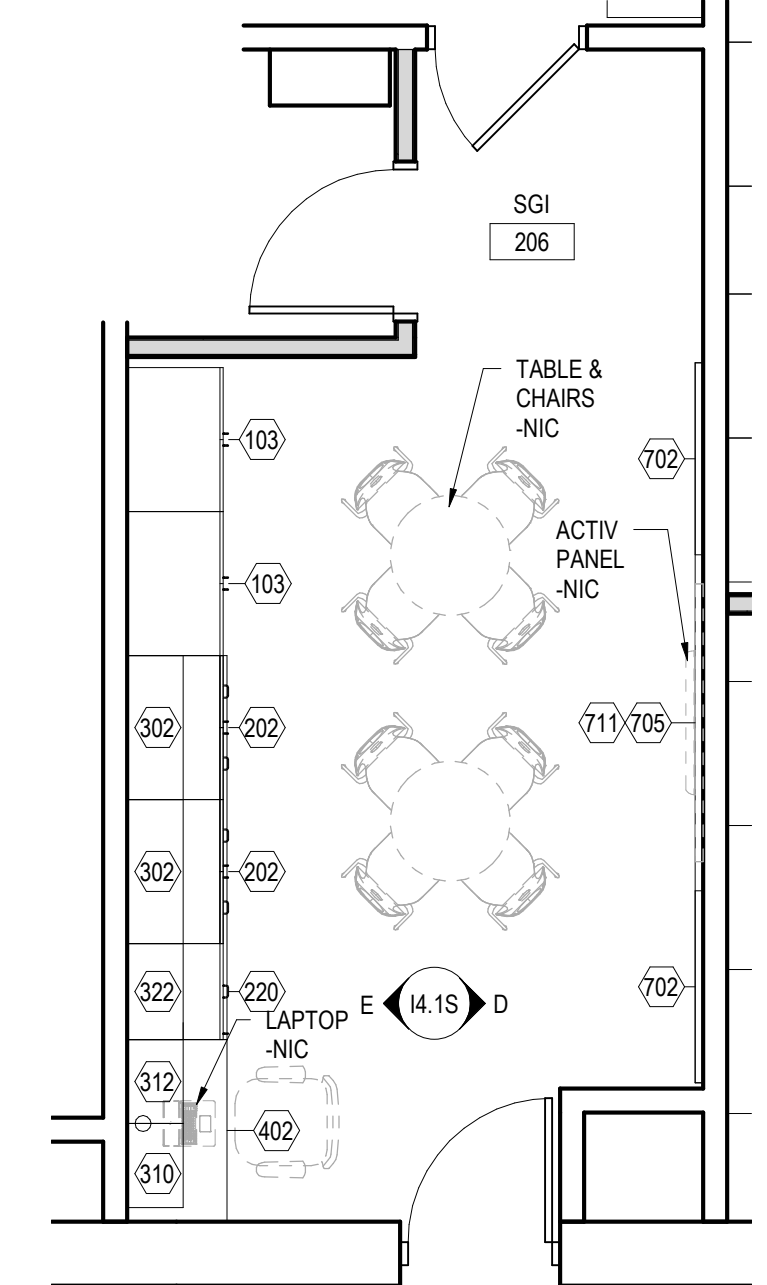 SGI
206
TABLE &
CHAIRS
-NIC
103
702
ACTIV
PANEL
-NIC
103
302
202
711
705
302
202
322
220
E
I4.1S
D
702
LAPTOP
-NIC
312
402
310